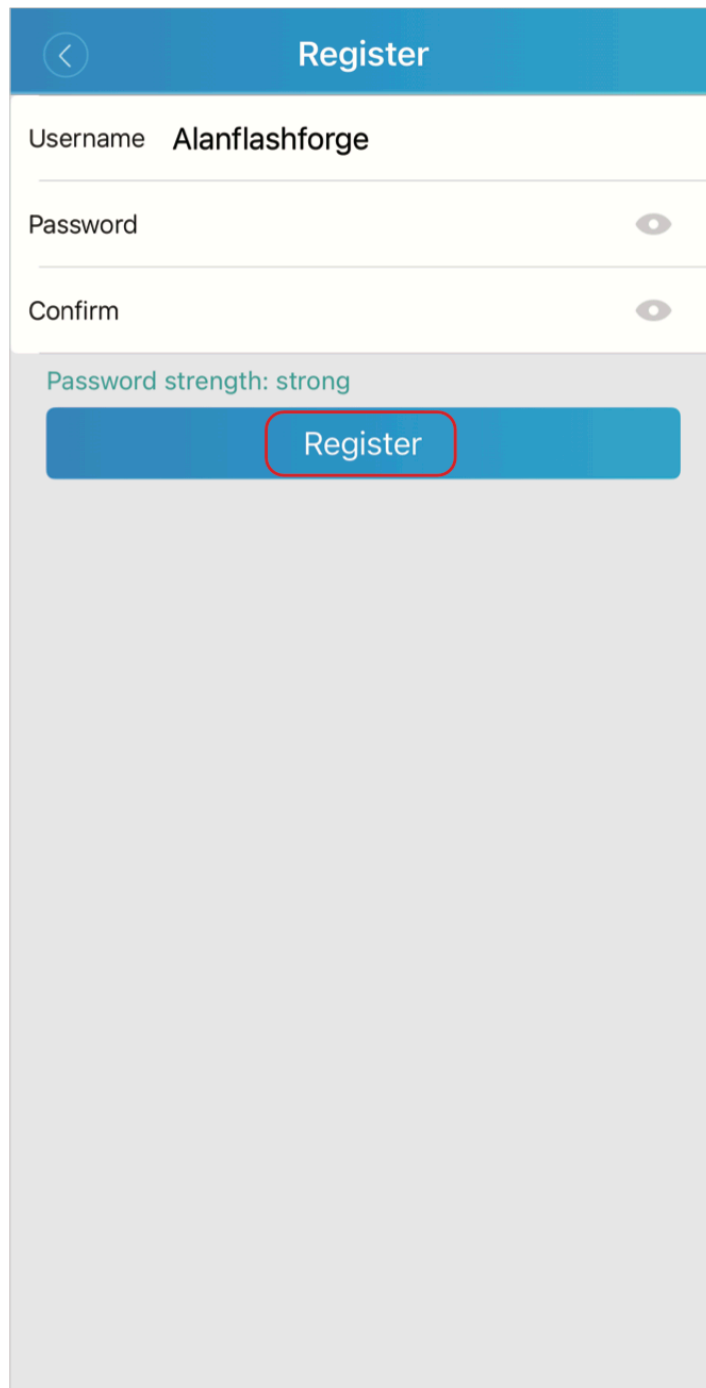 Register
Username Alanflashforge
Password
Confirm
Password strength: strong
Register